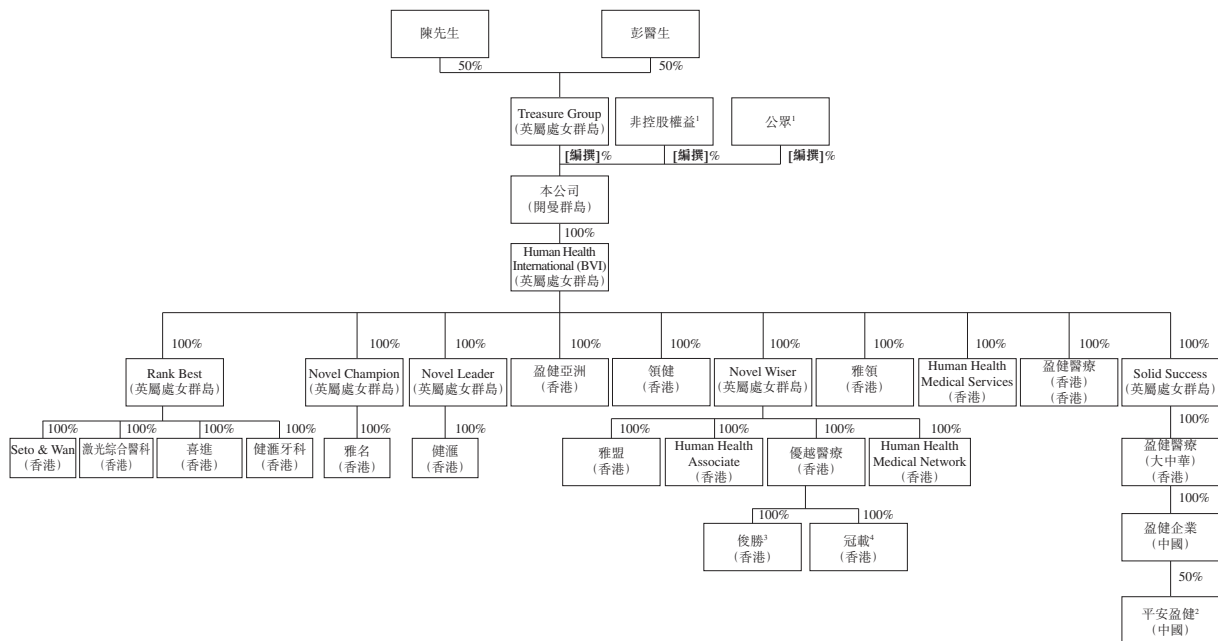 陳先生
彭醫生
50%
50%
Treasure Group
(英屬處女群島)
非控股權益¹
公眾¹
[編撰]%
[編撰]%
[編撰]%
本公司
(開曼群島)
100%
Human Health
International (BVI)
(英屬處女群島)
100%
100%
100%
100%
100%
100%
100%
100%
100%
100%
Rank Best
(英屬處女群島)
Novel Champion
(英屬處女群島)
Novel Leader
(英屬處女群島)
盈健亞洲
(香港)
領健
(香港)
Novel Wiser
(英屬處女群島)
雅領
(香港)
Human Health
Medical Services
(香港)
盈健醫療
(香港)
(香港)
Solid Success
(英屬處女群島)
100%
100%
100%
100%
100%
100%
100%
100%
100%
100%
100%
Seto & Wan
(香港)
激光綜合醫科
(香港)
喜進
(香港)
健滙牙科
(香港)
雅名
(香港)
健滙
(香港)
雅盟
(香港)
Human Health
Associate
(香港)
優越醫療
(香港)
Human Health
Medical Network
(香港)
盈健醫療
(大中華)
(香港)
100%
100%
100%
俊勝³
(香港)
冠載⁴
(香港)
盈健企業
(中國)
50%
平安盈健²
(中國)